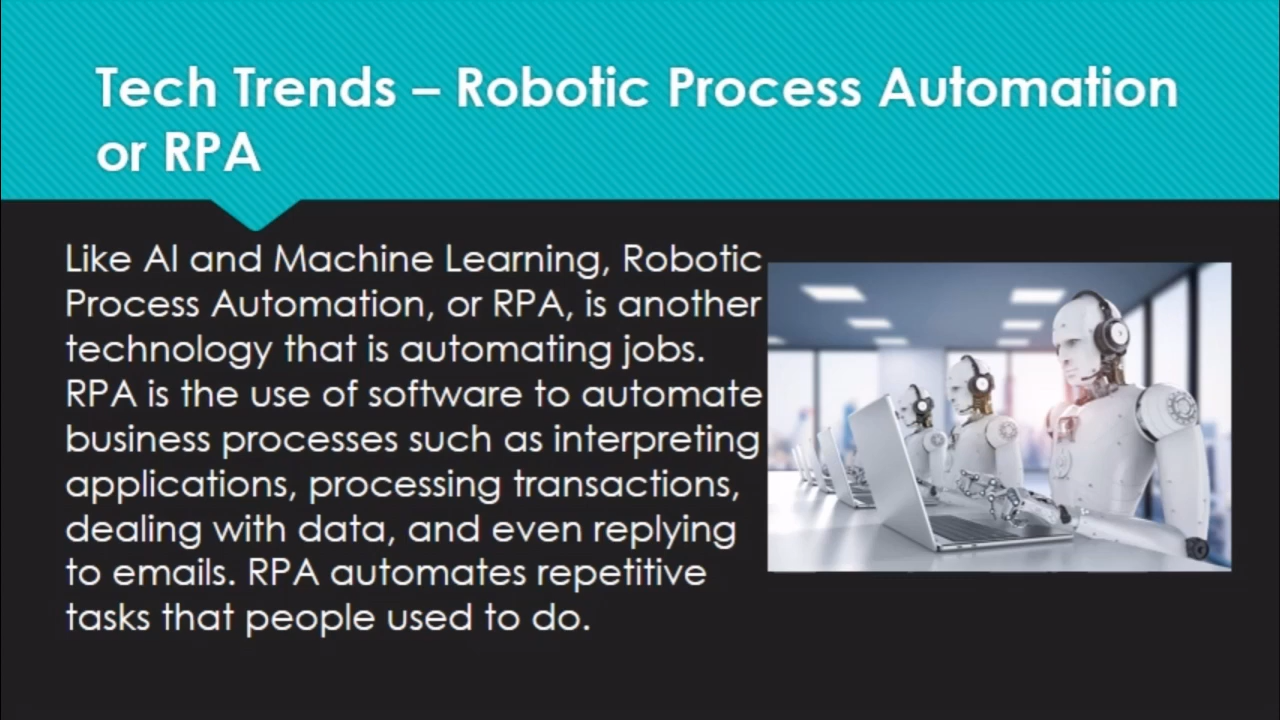 Tech Trends – Robotic Process Automation
or RPA
Like AI and Machine Learning, Robotic
Process Automation, or RPA, is another
technology that is automating jobs.
RPA is the use of software to automate
business processes such as interpreting
applications, processing transactions,
dealing with data, and even replying
to emails. RPA automates repetitive
tasks that people used to do.